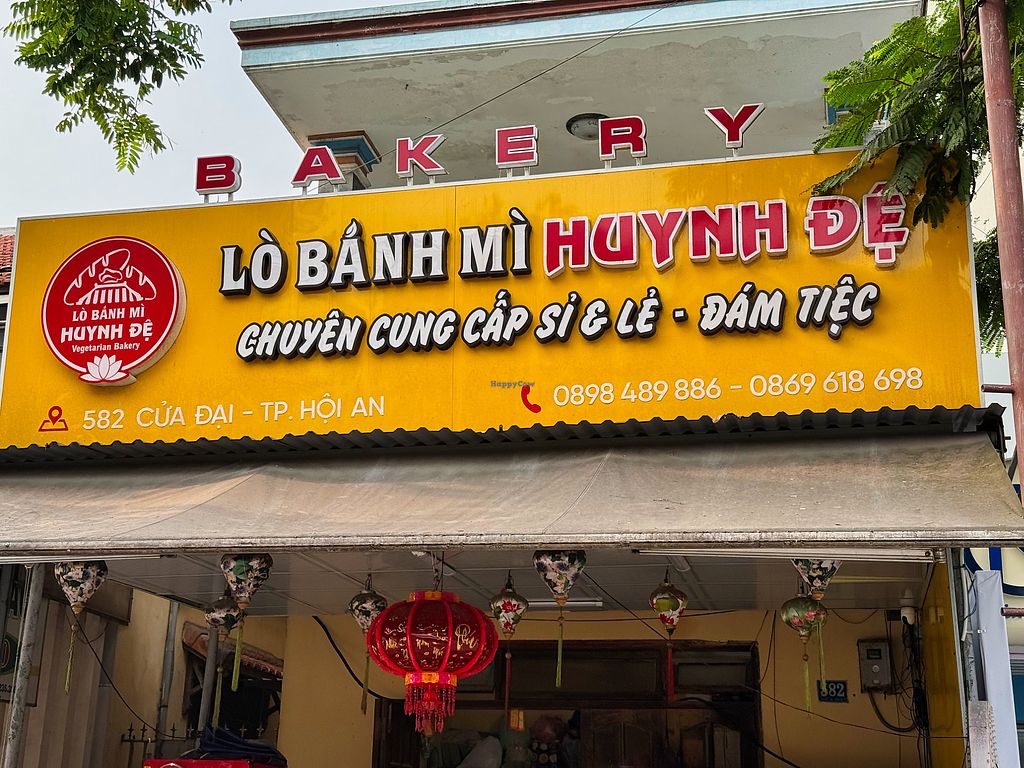 BAKERY
LÒ BÁNH MÌ HUYNH ĐỆ
CHUYÊN CUNG CẤP SỈ & LẺ - ĐÁM TIỆC
LÒ BÁNH MÌ
HUYNH ĐỆ
Vegetarian Bakery
582 CỬA ĐẠI - TP. HỘI AN
0898 489 886 - 0869 618 698
HappyCow
582